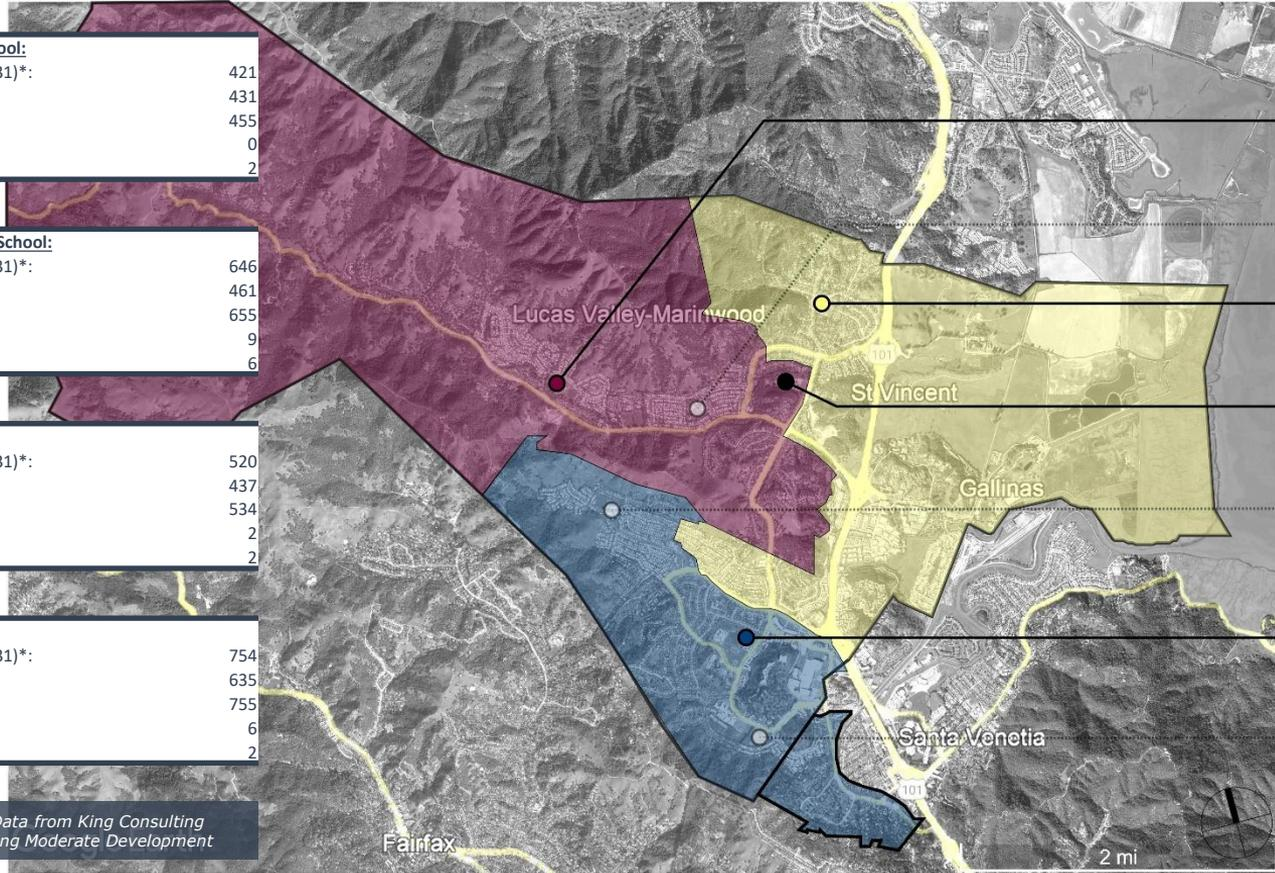 ool:
31)*: 421
431
455
0
2
School:
31)*: 646
461
655
9
6
31)*: 520
437
534
2
2
31)*: 754
635
755
6
2
Data from King Consulting
ng Moderate Development
Lucas Valley-Marinwood
101
St Vincent
Gallinas
Santa Venetia
101
Fairfax
2 mi